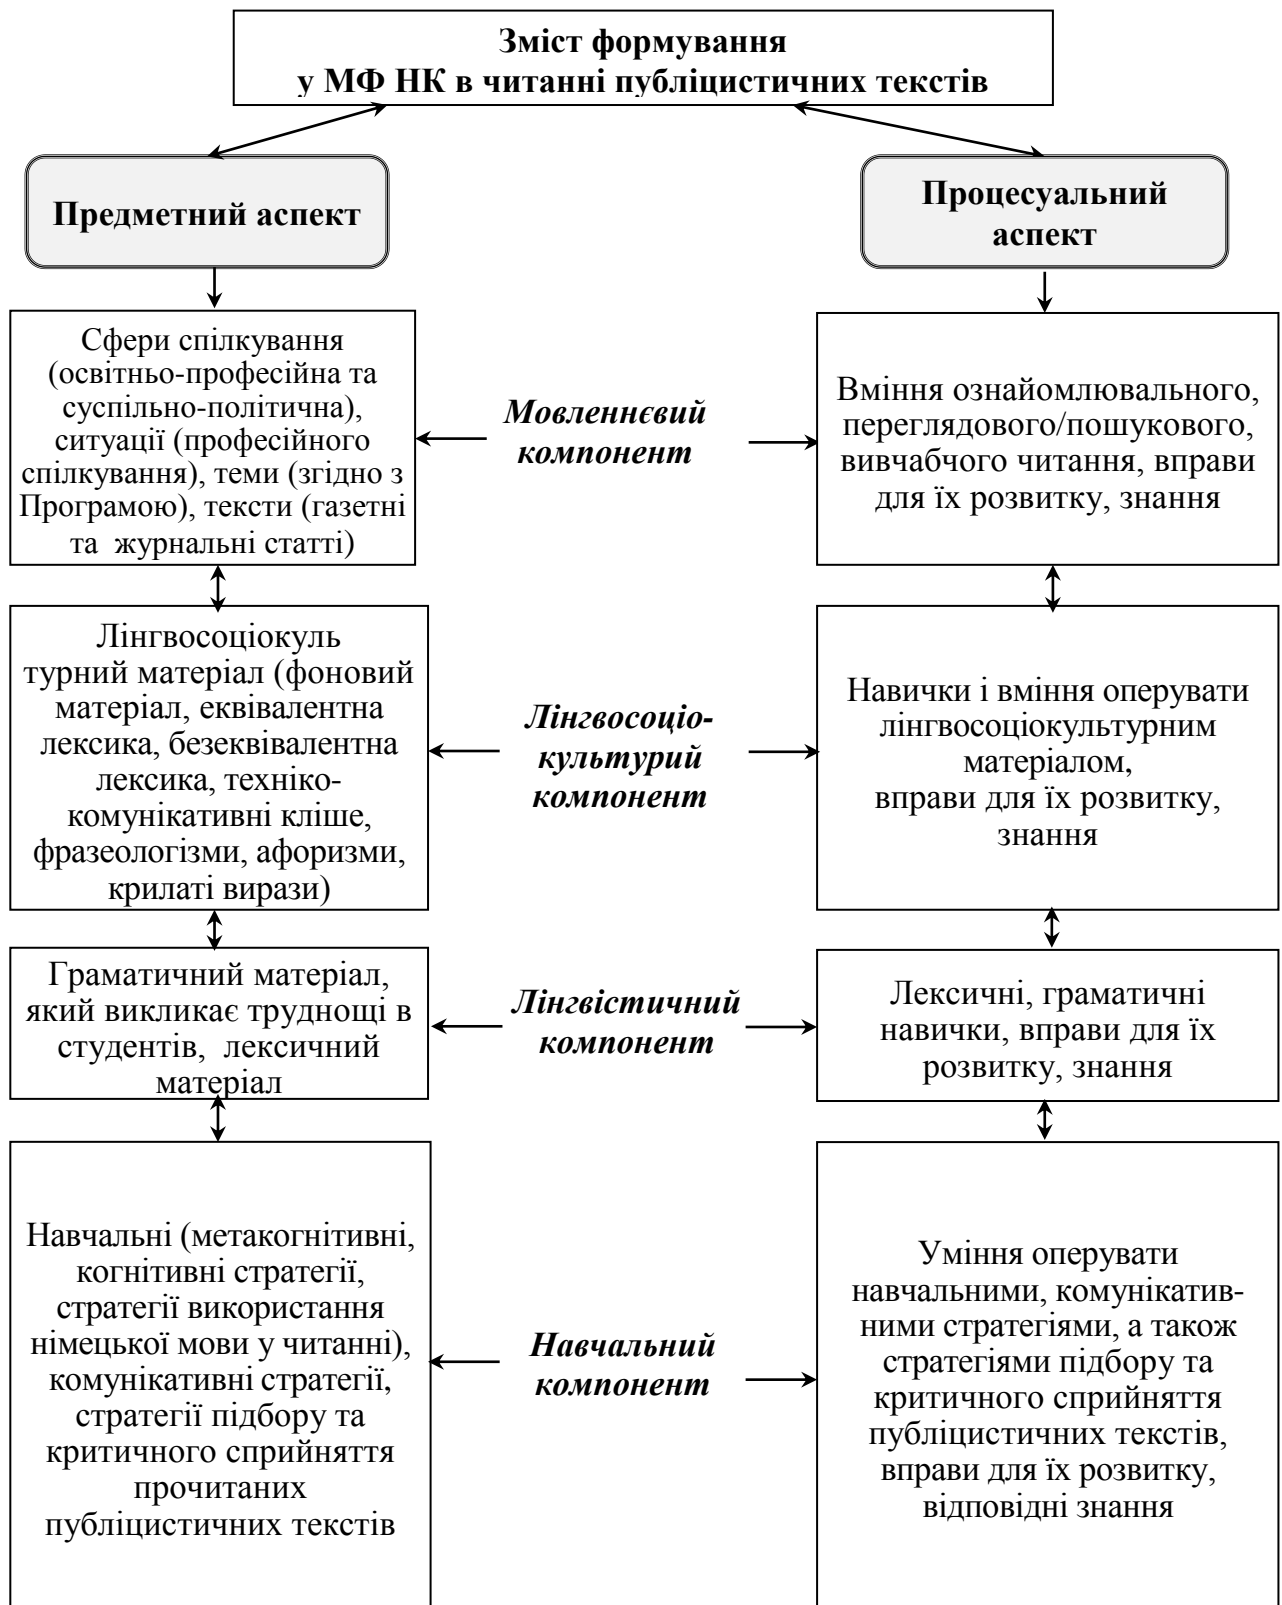 Зміст формування
у МФ НК в читанні публіцистичних текстів
Предметний аспект
Процесуальний
аспект
Сфери спілкування
(освітньо-професійна та
суспільно-політична),
ситуації (професійного
спілкування), теми (згідно з
Програмою), тексти (газетні
та журнальні статті)
Мовленнєвий
компонент
Вміння ознайомлювального,
переглядового/пошукового,
вивчабчого читання, вправи
для їх розвитку, знання
Лінгвосоціокуль
турний матеріал (фоновий
матеріал, еквівалентна
лексика, безеквівалентна
лексика, техніко-
комунікативні кліше,
фразеологізми, афоризми,
крилаті вирази)
Лінгвосоціо-
культурий
компонент
Навички і вміння оперувати
лінгвосоціокультурним
матеріалом,
вправи для їх розвитку,
знання
Граматичний матеріал,
який викликає труднощі в
студентів, лексичний
матеріал
Лінгвістичний
компонент
Лексичні, граматичні
навички, вправи для їх
розвитку, знання
Навчальні (метакогнітивні,
когнітивні стратегії,
стратегії використання
німецької мови у читанні),
комунікативні стратегії,
стратегії підбору та
критичного сприйняття
прочитаних
публіцистичних текстів
Навчальний
компонент
Уміння оперувати
навчальними, комунікатив-
ними стратегіями, а також
стратегіями підбору та
критичного сприйняття
публіцистичних текстів,
вправи для їх розвитку,
відповідні знання